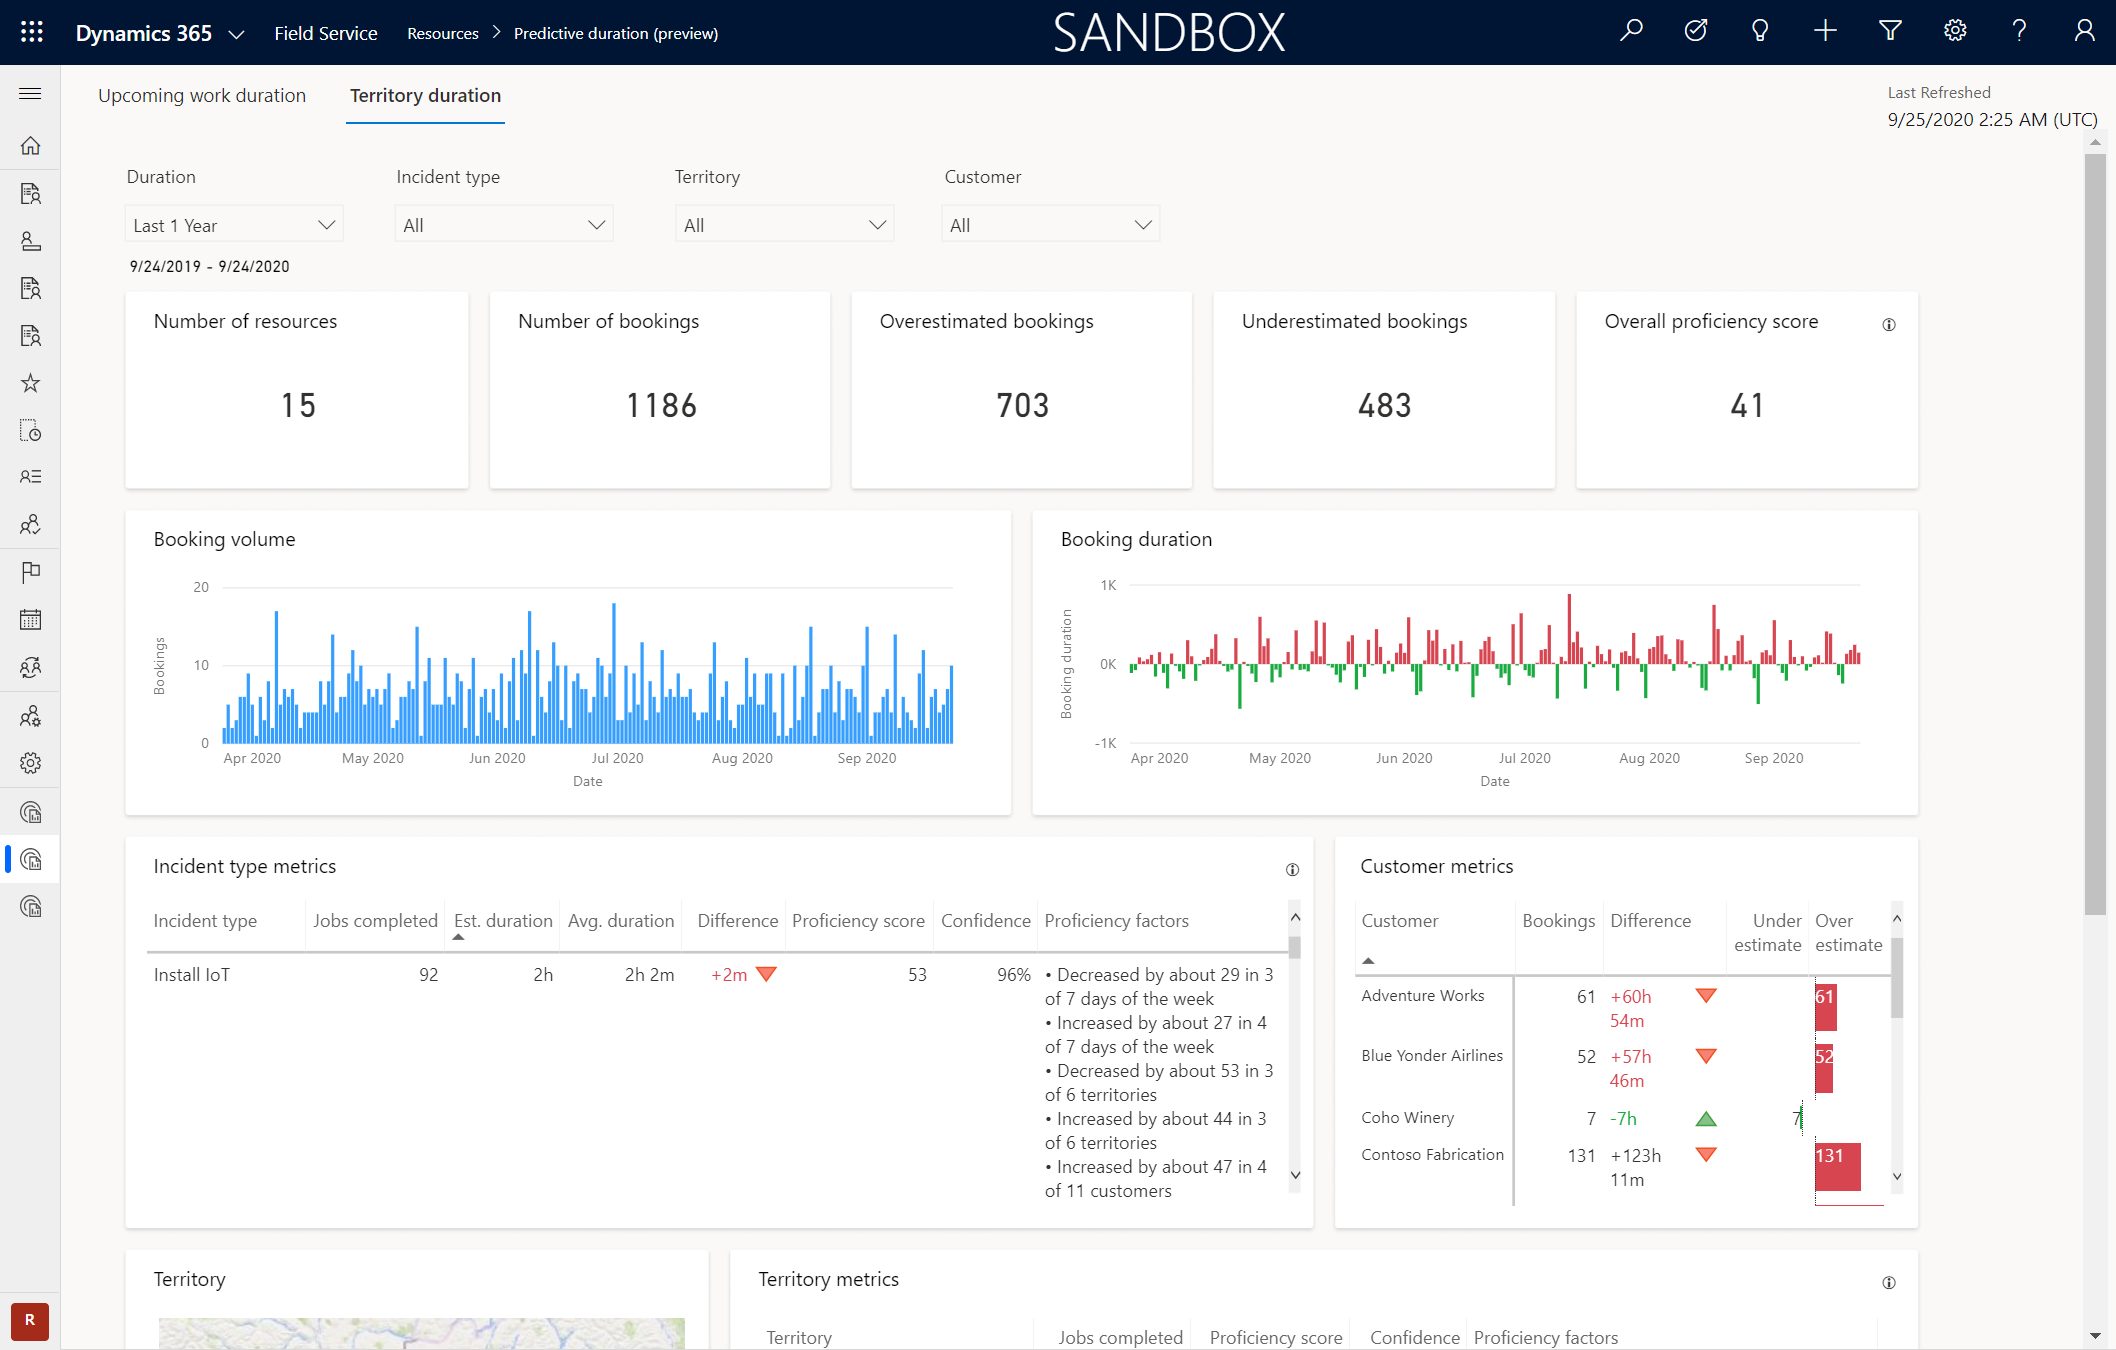 Dynamics 365 Field Service Resources Predictive duration (preview) SANDBOX
Upcoming work duration Territory duration
Last Refreshed
9/25/2020 2:25 AM (UTC)
Duration Incident type Territory Customer
Last 1 Year All All All
9/24/2019 - 9/24/2020
Number of resources
15
Number of bookings
1186
Overestimated bookings
703
Underestimated bookings
483
Overall proficiency score
41
Booking volume
Bookings
20
10
0
Apr 2020 May 2020 Jun 2020 Jul 2020 Aug 2020 Sep 2020
Date
Booking duration
Booking duration
1K
0K
-1K
Apr 2020 May 2020 Jun 2020 Jul 2020 Aug 2020 Sep 2020
Date
Incident type metrics
Incident type Jobs completed Est. duration Avg. duration Difference Proficiency score Confidence Proficiency factors
Install IoT 92 2h 2h 2m +2m 53 96% • Decreased by about 29 in 3
of 7 days of the week
• Increased by about 27 in 4
of 7 days of the week
• Decreased by about 53 in 3
of 6 territories
• Increased by about 44 in 3
of 6 territories
• Increased by about 47 in 4
of 11 customers
Customer metrics
Customer Bookings Difference Under Over
estimate estimate
Adventure Works 61 +60h 61
54m
Blue Yonder Airlines 52 +57h 52
46m
Coho Winery 7 -7h 7
Contoso Fabrication 131 +123h 131
11m
Territory
Territory metrics
Territory Jobs completed Proficiency score Confidence Proficiency factors
R